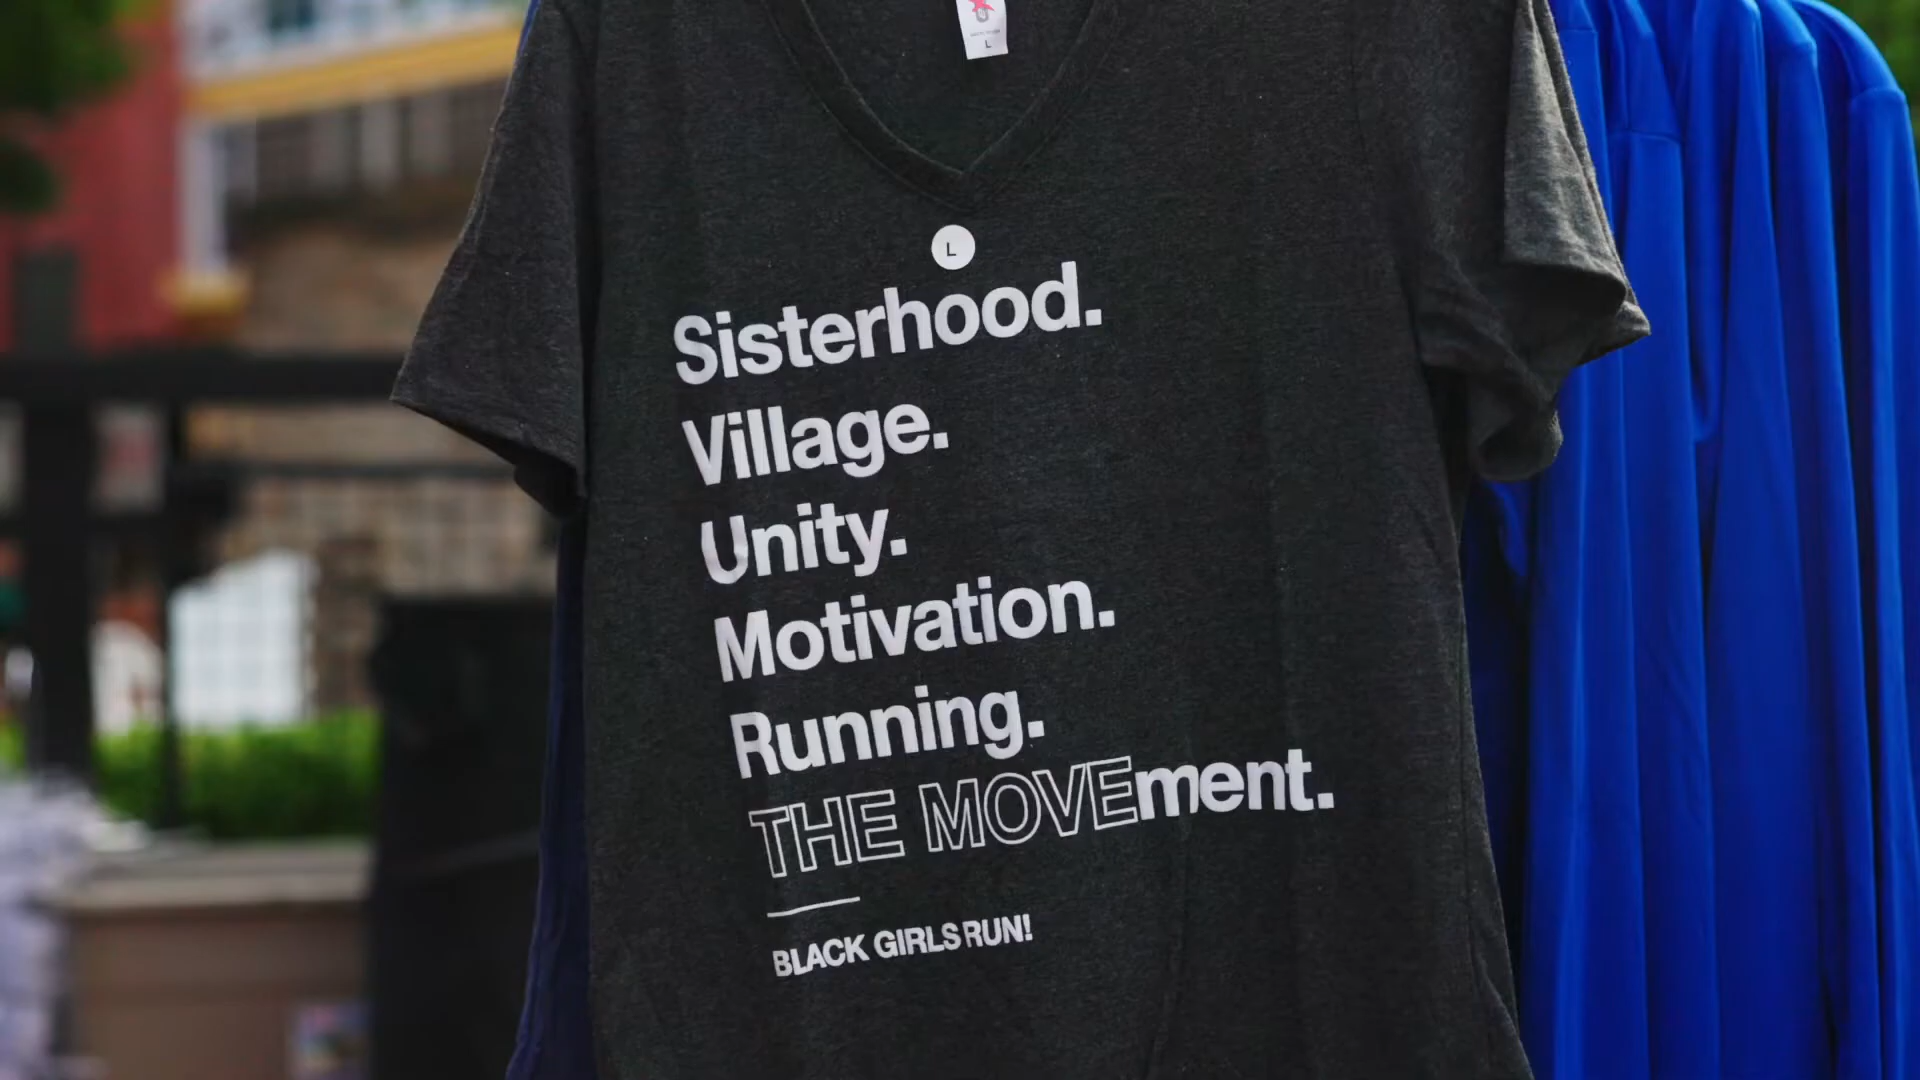 L
L
Sisterhood.
Village.
Unity.
Motivation.
Running.
THE MOVEment.
BLACK GIRLS RUN!